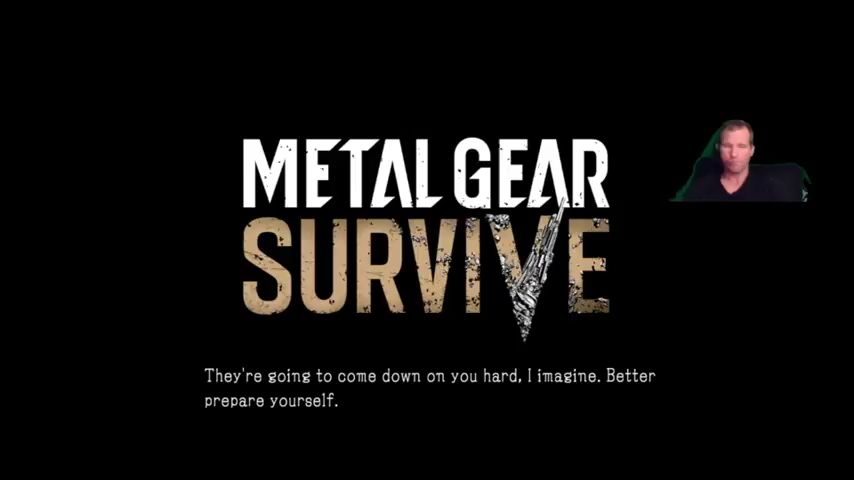 METAL GEAR
SURVIVE
They're going to come down on you hard, I imagine. Better
prepare yourself.